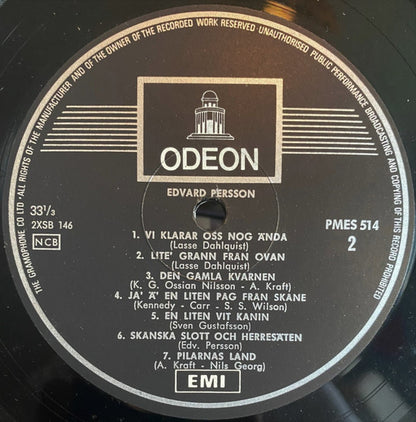 ALL RIGHTS OF THE MANUFACTURER AND OF THE OWNER OF THE RECORDED WORK RESERVED UNAUTHORISED PUBLIC PERFORMANCE BROADCASTING AND COPYING OF THIS RECORD PROHIBITED
THE GRAMOPHONE CO LTD •
ODEON
EDVARD PERSSON
33⅓
2XSB 146
NCB
PMES 514
2
1. VI KLARAR OSS NOG ÄNDA
(Lasse Dahlquist)
2. LITE' GRANN FRÅN OVAN
(Lasse Dahlquist)
3. DEN GAMLA KVARNEN
(K. G. Ossian Nilsson - A. Kraft)
4. JA' Ä' EN LITEN PAG FRÅN SKÅNE
(Kennedy - Carr - S. S. Wilson)
5. EN LITEN VIT KANIN
(Sven Gustafsson)
6. SKANSKA SLOTT OCH HERRESÄTEN
(Edv. Persson)
7. PILARNAS LAND
(A. Kraft - Nils Georg)
EMI